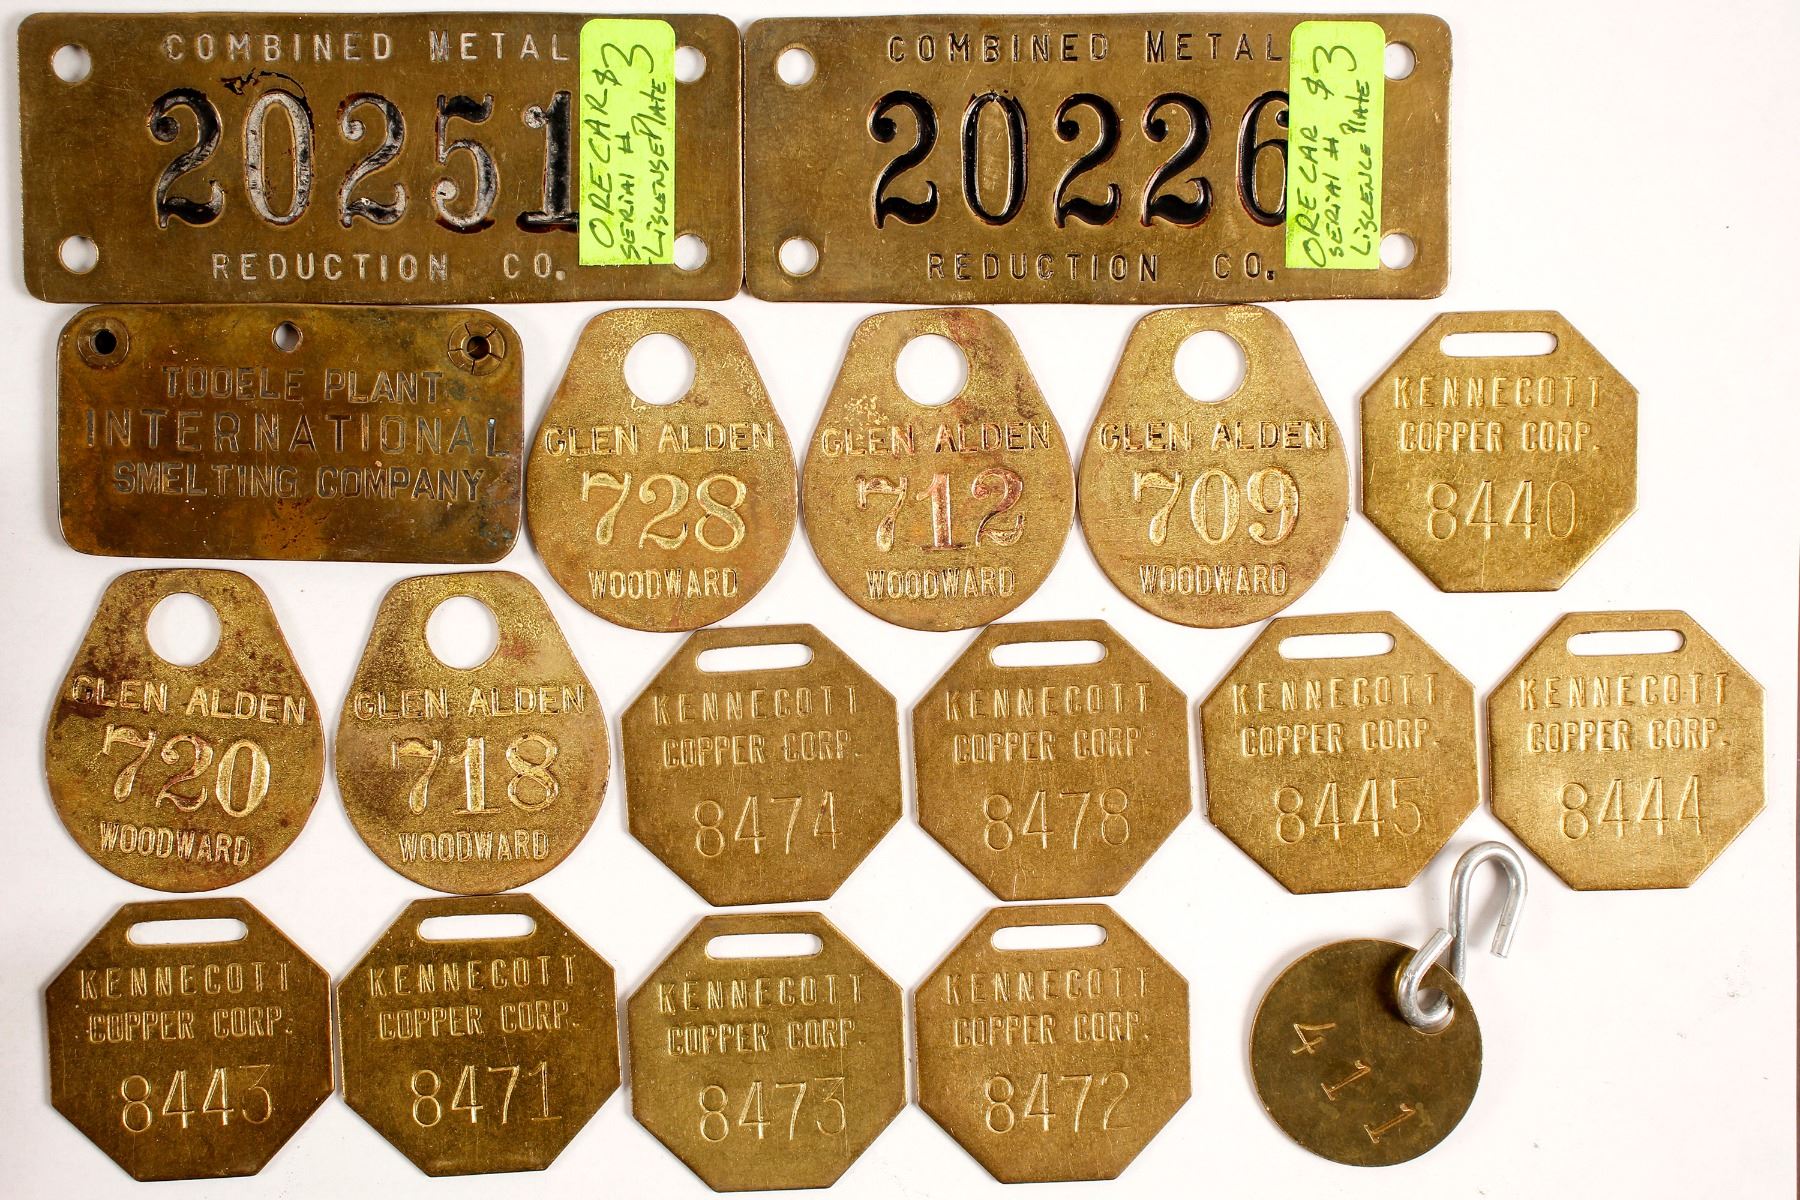 COMBINED METAL
20251
REDUCTION CO.
ORE CAR $3
SERIAL #
LISCENSE PLATE
COMBINED METAL
20226
REDUCTION CO.
ORE CAR $3
SERIAL #
LISCENCE PLATE
TOOELE PLANT
INTERNATIONAL
SMELTING COMPANY
GLEN ALDEN
728
WOODWARD
GLEN ALDEN
712
WOODWARD
GLEN ALDEN
709
WOODWARD
KENNECOTT
COPPER CORP.
8440
GLEN ALDEN
720
WOODWARD
GLEN ALDEN
718
WOODWARD
KENNECOTT
COPPER CORP.
8474
KENNECOTT
COPPER CORP.
8478
KENNECOTT
COPPER CORP.
8445
KENNECOTT
COPPER CORP.
8444
KENNECOTT
COPPER CORP.
8443
KENNECOTT
COPPER CORP.
8471
KENNECOTT
COPPER CORP.
8473
KENNECOTT
COPPER CORP.
8472
411